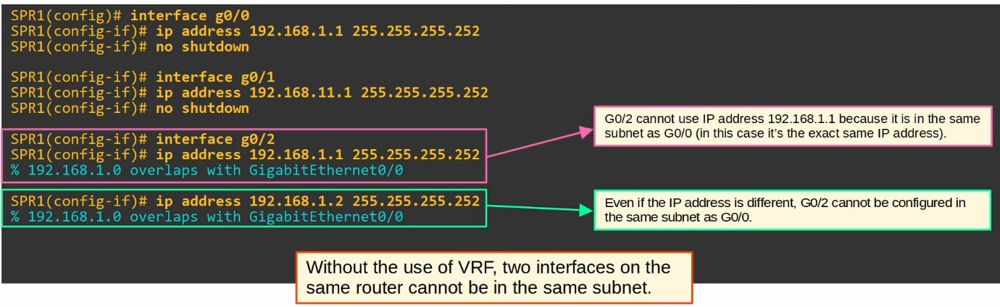 SPR1(config)# interface g0/0
SPR1(config-if)# ip address 192.168.1.1 255.255.255.252
SPR1(config-if)# no shutdown
SPR1(config-if)# interface g0/1
SPR1(config-if)# ip address 192.168.11.1 255.255.255.252
SPR1(config-if)# no shutdown
SPR1(config-if)# interface g0/2
SPR1(config-if)# ip address 192.168.1.1 255.255.255.252
% 192.168.1.0 overlaps with GigabitEthernet0/0
G0/2 cannot use IP address 192.168.1.1 because it is in the same
subnet as G0/0 (in this case it's the exact same IP address).
SPR1(config-if)# ip address 192.168.1.2 255.255.255.252
% 192.168.1.0 overlaps with GigabitEthernet0/0
Even if the IP address is different, G0/2 cannot be configured in
the same subnet as G0/0.
Without the use of VRF, two interfaces on the
same router cannot be in the same subnet.